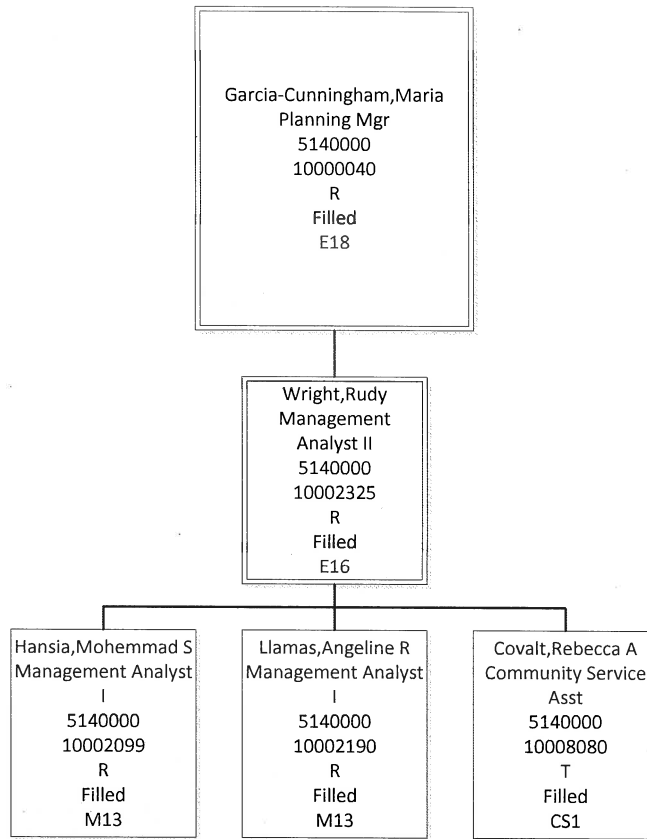 Garcia-Cunningham,Maria
Planning Mgr
5140000
10000040
R
Filled
E18
Wright,Rudy
Management
Analyst II
5140000
10002325
R
Filled
E16
Hansia,Mohemmad S
Management Analyst
I
5140000
10002099
R
Filled
M13
Llamas,Angeline R
Management Analyst
I
5140000
10002190
R
Filled
M13
Covalt,Rebecca A
Community Service
Asst
5140000
10008080
T
Filled
CS1